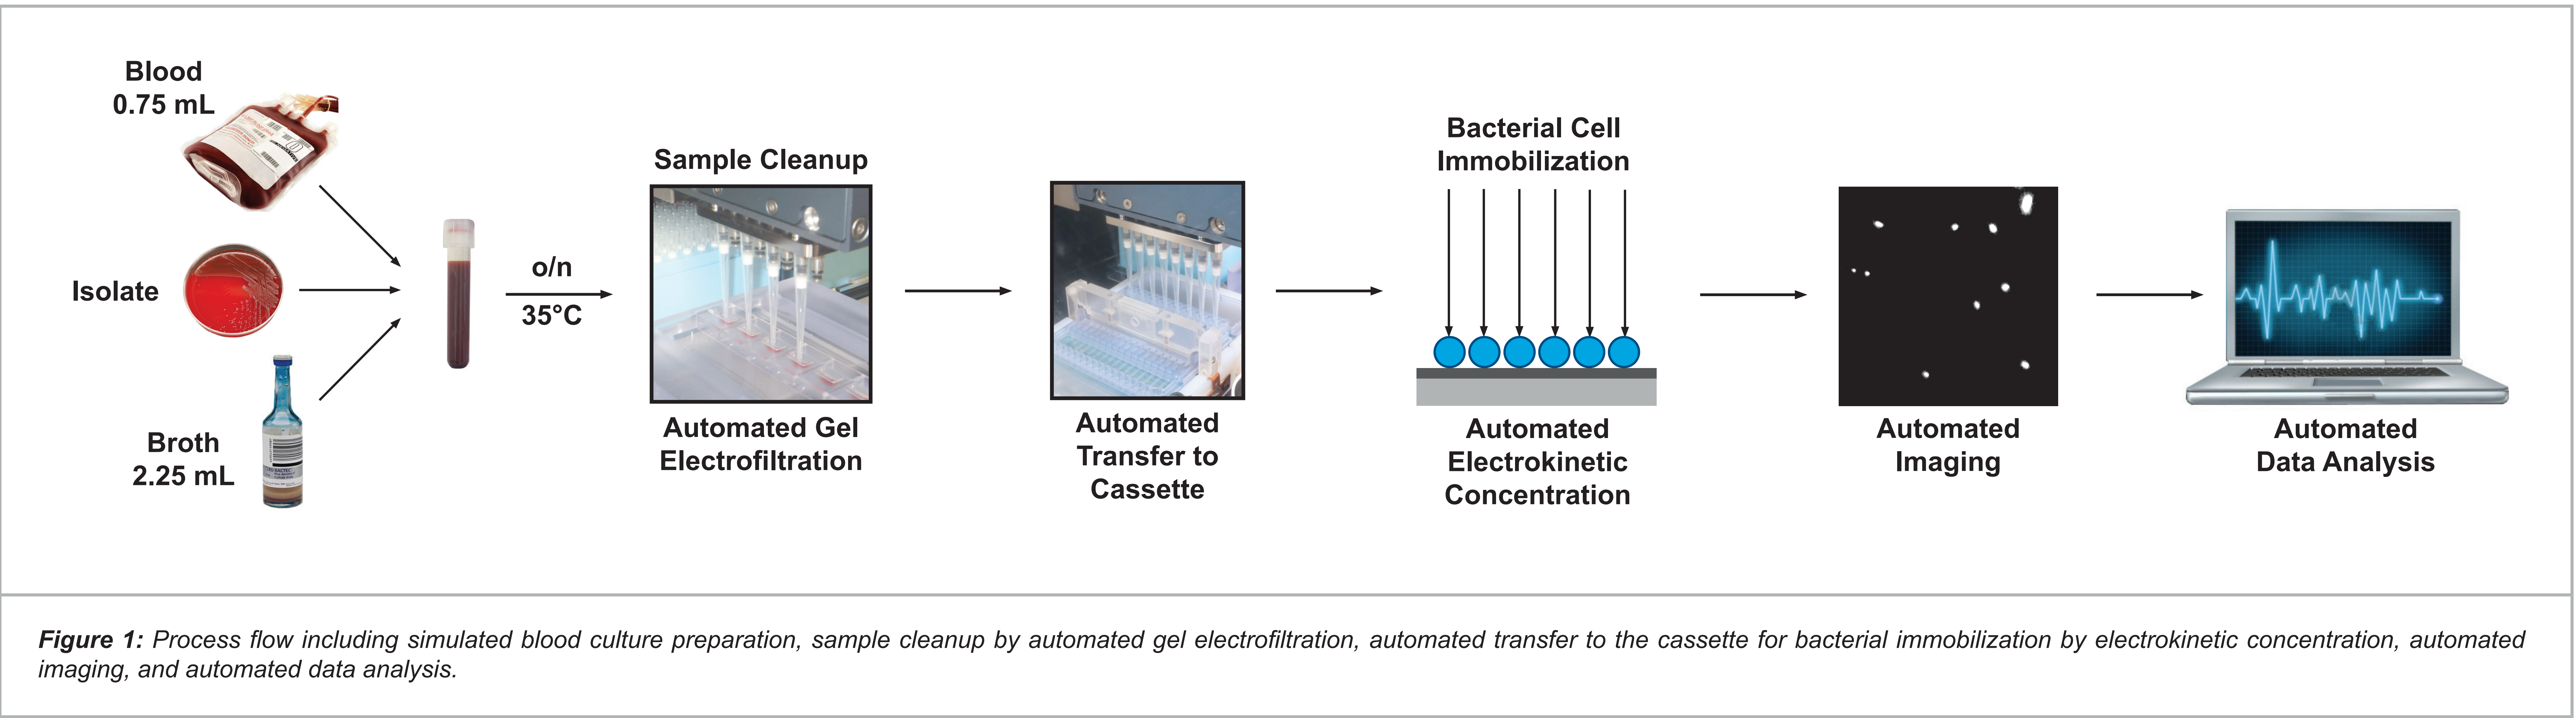 Blood
0.75 mL
Isolate
Broth
2.25 mL
o/n
35°C
Sample Cleanup
Automated Gel
Electrofiltration
Automated
Transfer to
Cassette
Bacterial Cell
Immobilization
Automated
Electrokinetic
Concentration
Automated
Imaging
Automated
Data Analysis
Figure 1: Process flow including simulated blood culture preparation, sample cleanup by automated gel electrofiltration, automated transfer to the cassette for bacterial immobilization by electrokinetic concentration, automated
imaging, and automated data analysis.